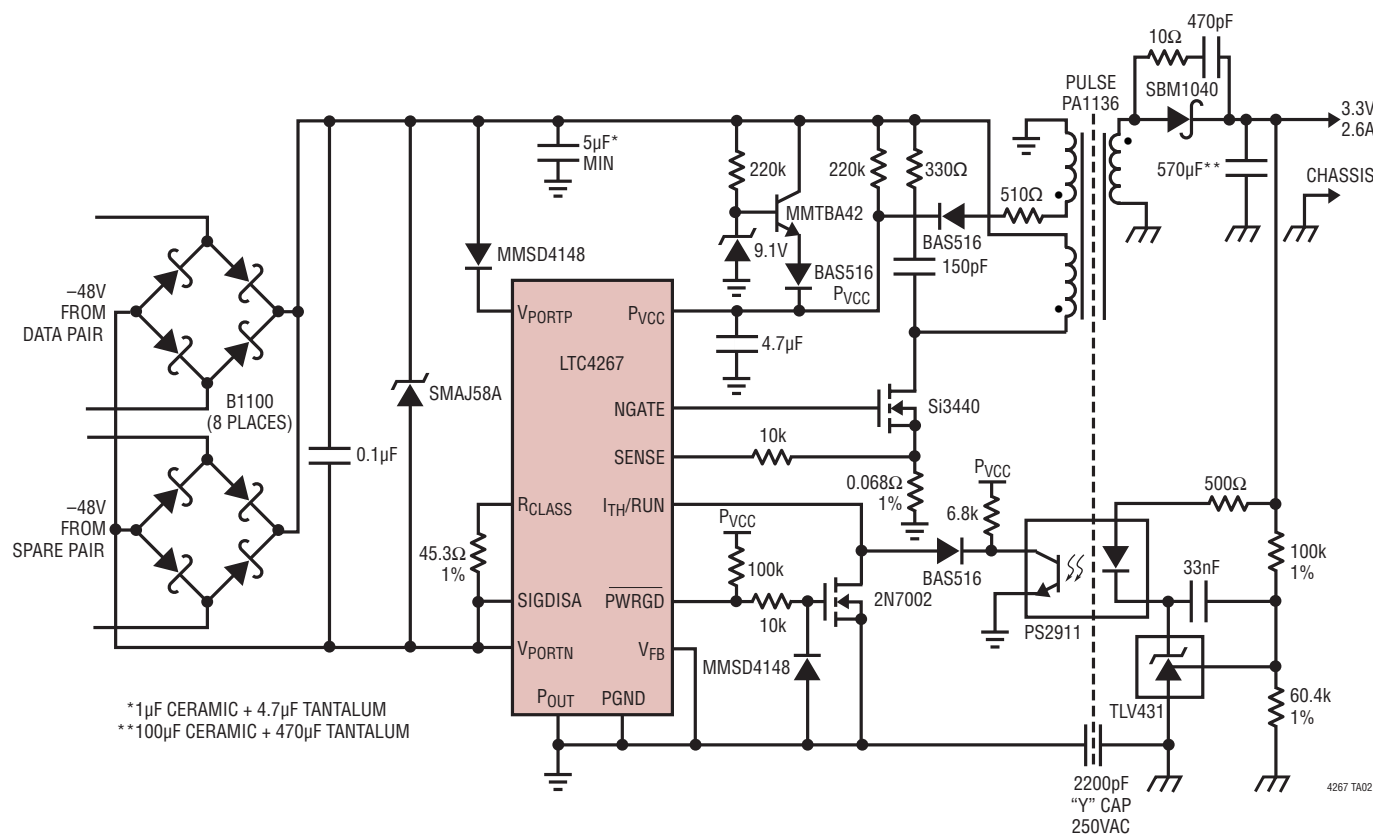 470pF
10Ω
PULSE
PA1136
SBM1040
3.3V
2.6A
5µF*
MIN
220k
220k
330Ω
510Ω
570µF**
CHASSIS
MMTBA42
BAS516
MMSD4148
9.1V
BAS516
PVCC
150pF
–48V
FROM
DATA PAIR
VPORTP
PVCC
LTC4267
4.7µF
SMAJ58A
B1100
(8 PLACES)
NGATE
Si3440
10k
0.1µF
SENSE
0.068Ω
1%
PVCC
500Ω
–48V
FROM
SPARE PAIR
RCLASS
ITH/RUN
PVCC
6.8k
45.3Ω
1%
100k
BAS516
100k
1%
33nF
2N7002
SIGDISA
PWRGD
10k
PS2911
VPORTN
VFB
MMSD4148
POUT
PGND
TLV431
60.4k
1%
*1µF CERAMIC + 4.7µF TANTALUM
**100µF CERAMIC + 470µF TANTALUM
2200pF
“Y” CAP
250VAC
4267 TA02